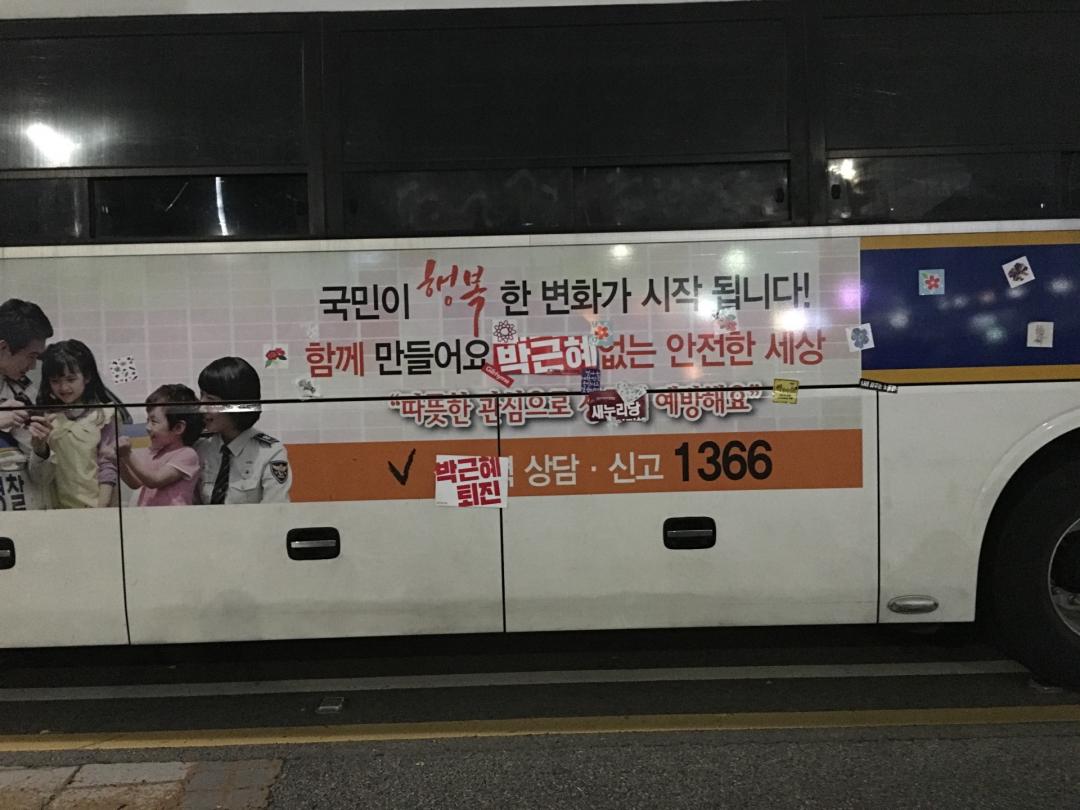 국민이 행복 한 변화가 시작 됩니다!
함께 만들어요 박근혜 없는 안전한 세상
“따뜻한 관심으로 새누리당 예방해요”
박근혜
퇴진
상담 · 신고 1366